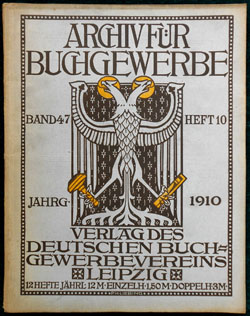 ARCHIV FÜR
BUCHGEWERBE
BAND 47 HEFT 10
JAHRG· 1910
VERLAG DES
DEUTSCHEN BUCH-
GEWERBEVEREINS
LEIPZIG
12 HEFTE JÄHRL· 12 M· EINZELH· 1,50 M· DOPPELH 3 M·